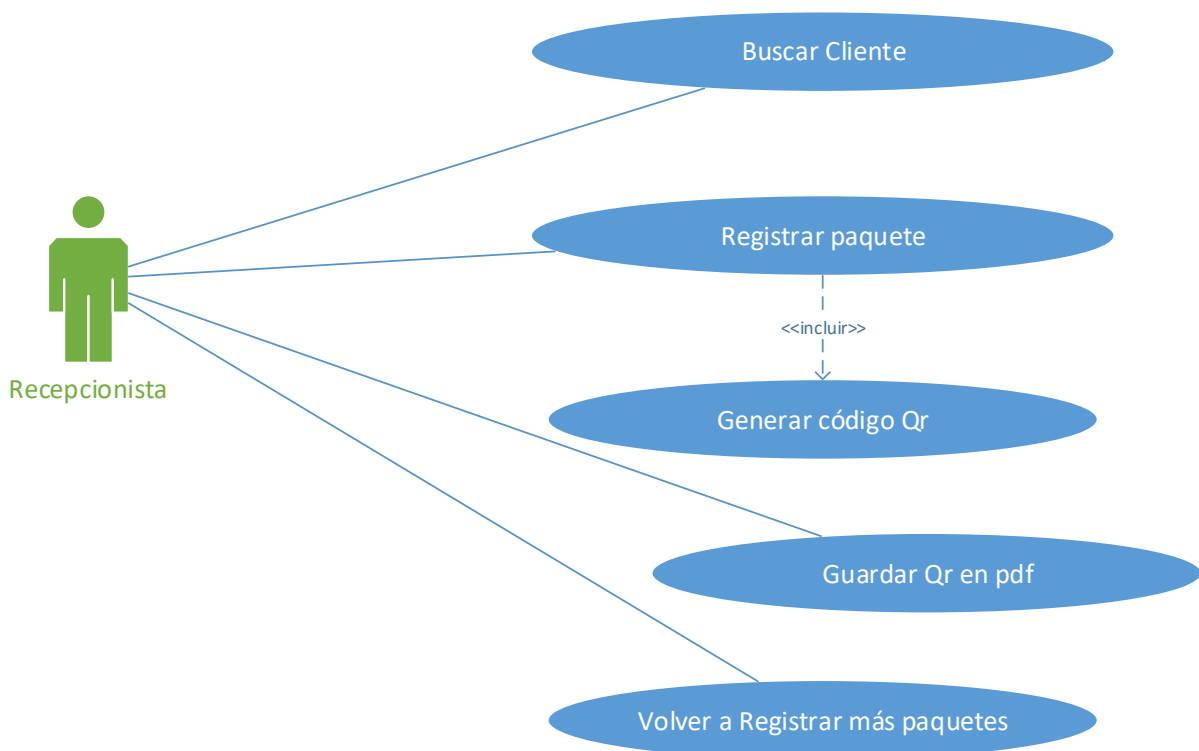 Buscar Cliente
Registrar paquete
<<incluir>>
Recepcionista
Generar código Qr
Guardar Qr en pdf
Volver a Registrar más paquetes